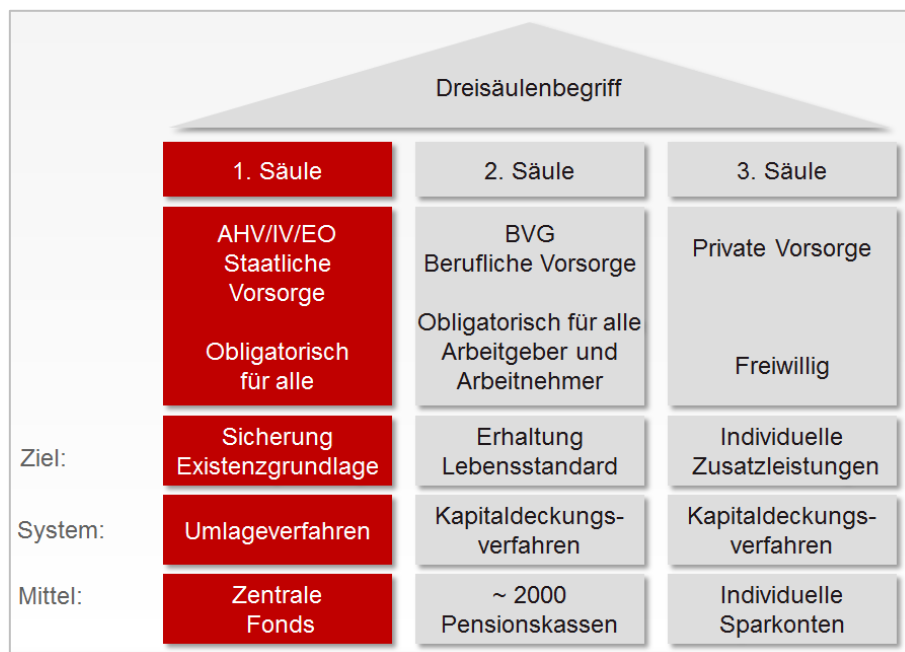 Dreisäulenbegriff
1. Säule
2. Säule
3. Säule
AHV/IV/EO
Staatliche
Vorsorge
Obligatorisch
für alle
BVG
Berufliche Vorsorge
Obligatorisch für alle
Arbeitgeber und
Arbeitnehmer
Private Vorsorge
Freiwillig
Ziel:
Sicherung
Existenzgrundlage
Erhaltung
Lebensstandard
Individuelle
Zusatzleistungen
System:
Umlageverfahren
Kapitaldeckungs-
verfahren
Kapitaldeckungs-
verfahren
Mittel:
Zentrale
Fonds
~ 2000
Pensionskassen
Individuelle
Sparkonten